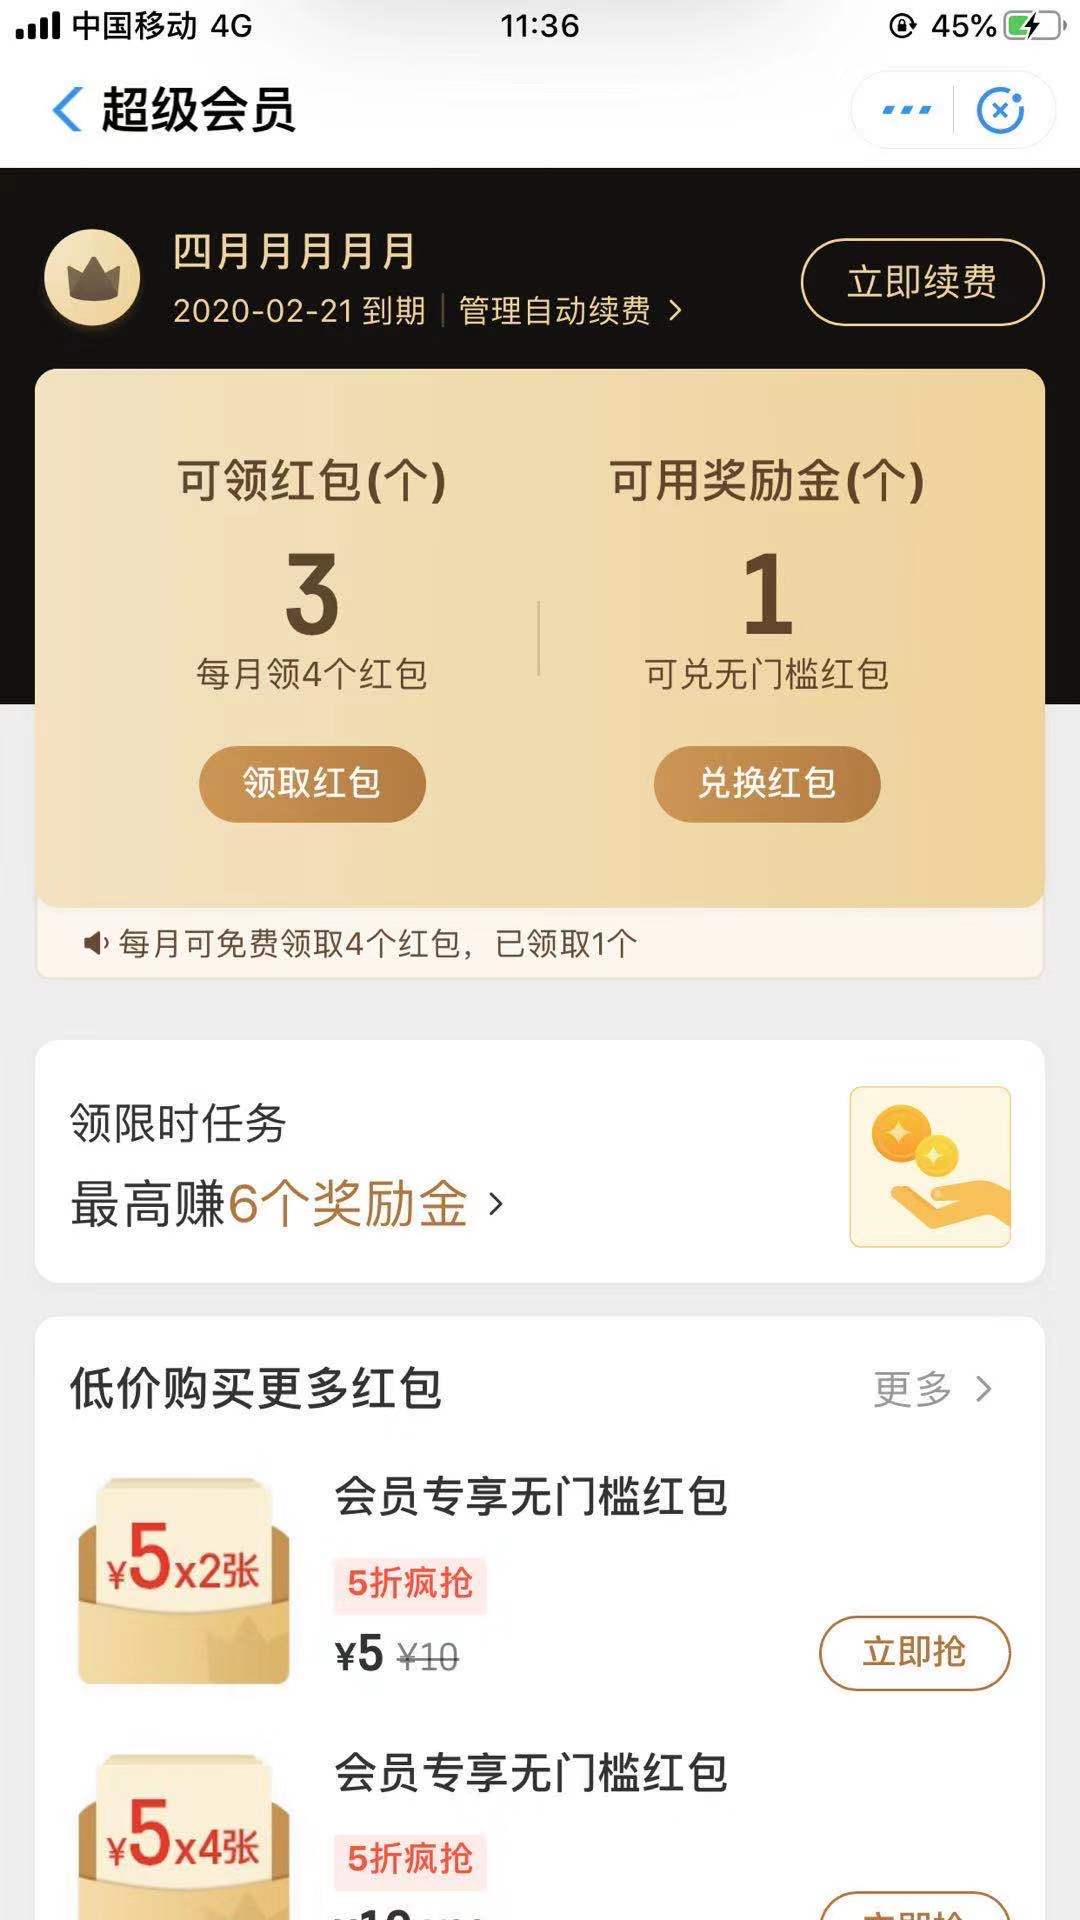 中国移动 4G 11:36 45%
超级会员
四月月月月月
2020-02-21 到期 管理自动续费
立即续费
可领红包(个) 可用奖励金(个)
3 1
每月领4个红包 可兑无门槛红包
领取红包 兑换红包
每月可免费领取4个红包，已领取1个
领限时任务
最高赚6个奖励金
低价购买更多红包 更多
会员专享无门槛红包
¥5x2张
5折疯抢
¥5 ¥10
立即抢
会员专享无门槛红包
¥5x4张
5折疯抢
立即抢